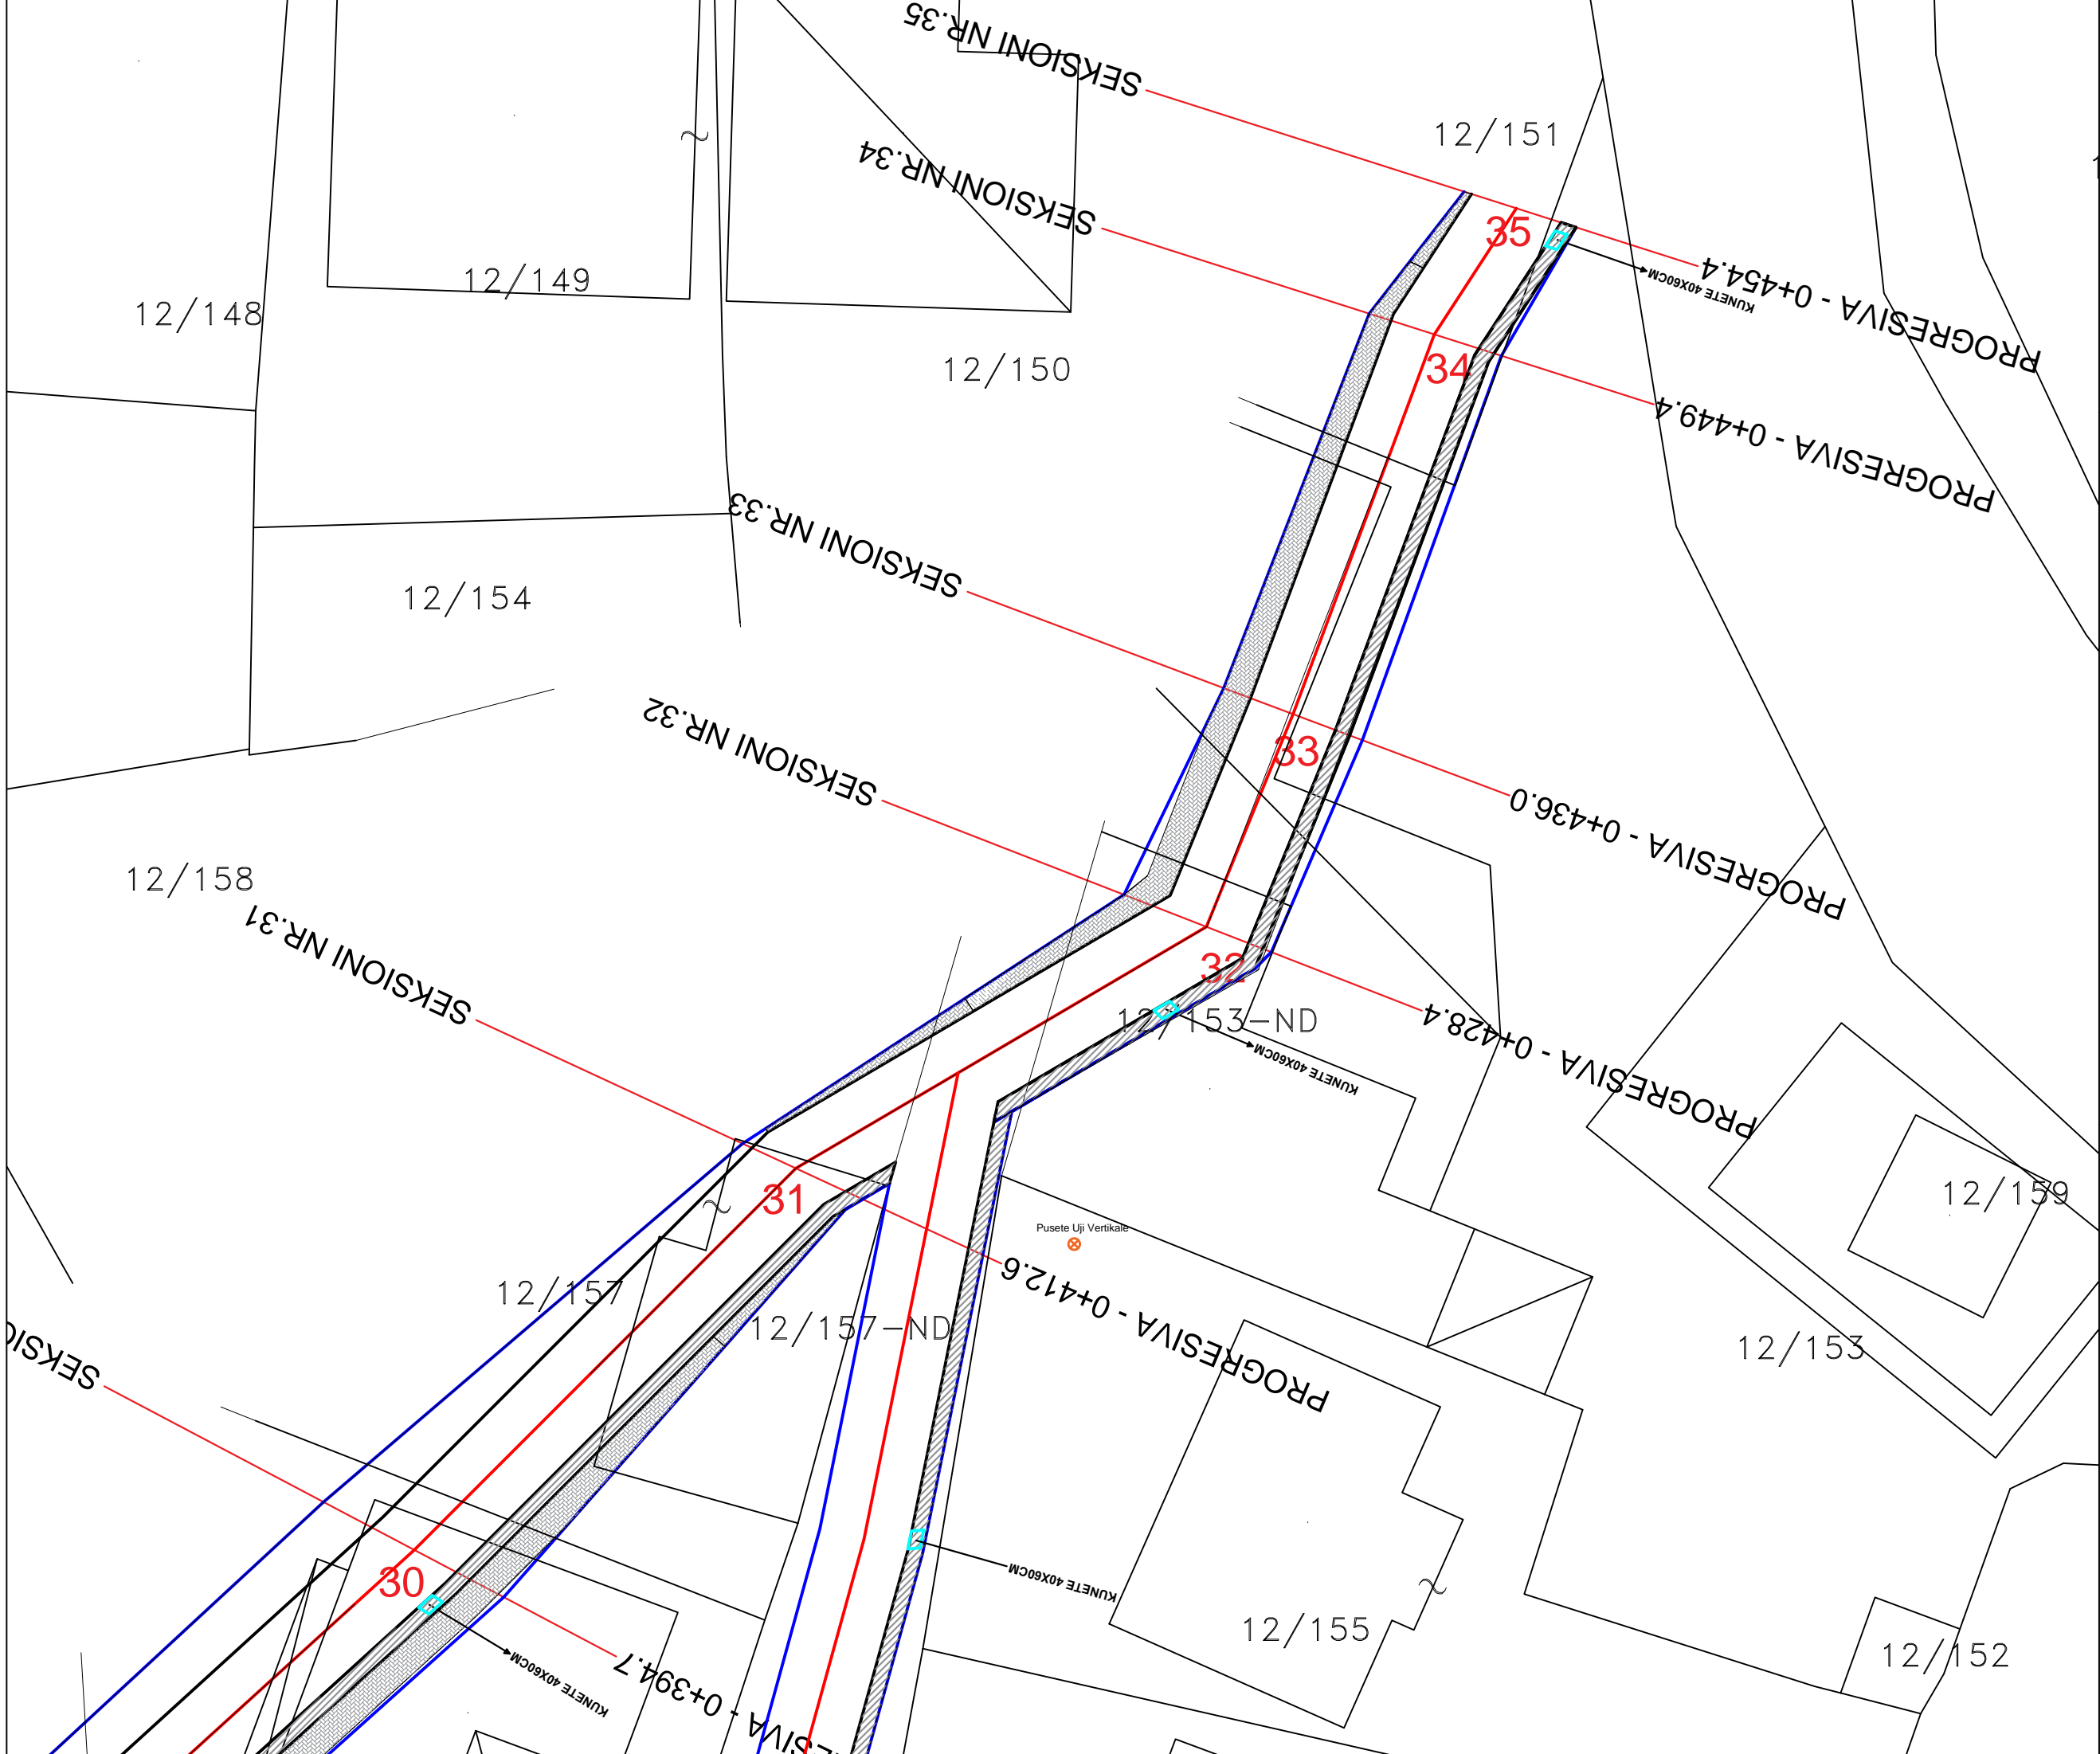 SEKSIONI NR.35
12/151
SEKSIONI NR.34
35
PROGRESIVA - 0+454.4
KUNETE 40X60CM
12/149
12/148
12/150
34
PROGRESIVA - 0+449.4
SEKSIONI NR.33
12/154
SEKSIONI NR.32
33
PROGRESIVA - 0+436.0
12/158
SEKSIONI NR.31
32
12/153-ND
PROGRESIVA - 0+428.4
KUNETE 40X60CM
31
12/159
Pusete Uji Vertikale
12/157
12/157-ND
PROGRESIVA - 0+412.6
12/153
30
KUNETE 40X60CM
12/155
12/152
KUNETE 40X60CM
0+394.7